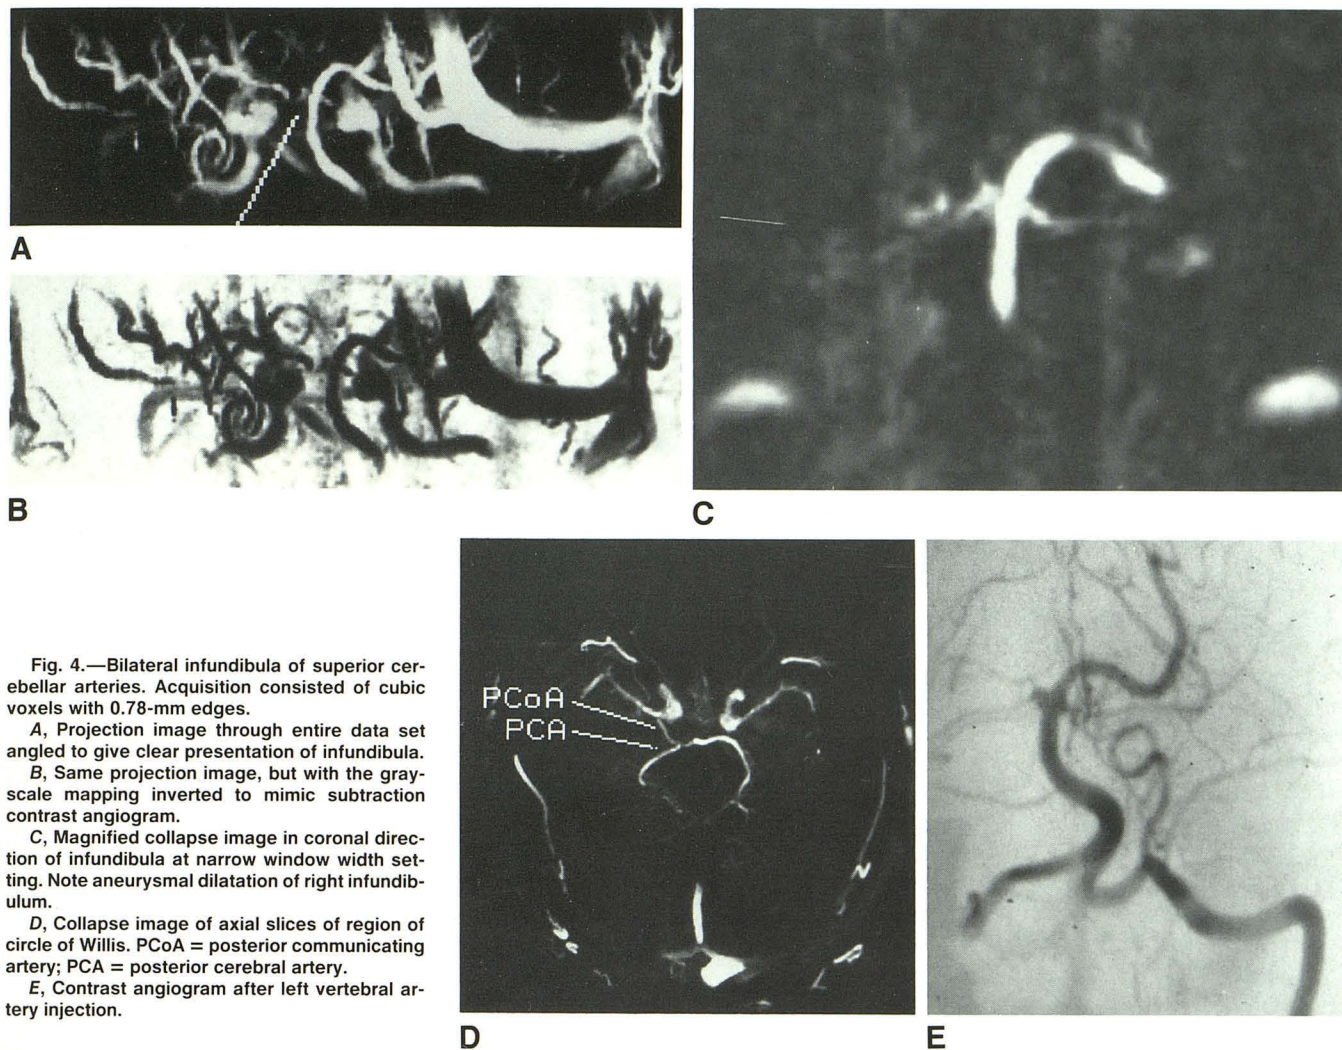 A
B
C
PCoA
PCA
Fig. 4.—Bilateral infundibula of superior cer-
ebellar arteries. Acquisition consisted of cubic
voxels with 0.78-mm edges.
A, Projection image through entire data set
angled to give clear presentation of infundibula.
B, Same projection image, but with the gray-
scale mapping inverted to mimic subtraction
contrast angiogram.
C, Magnified collapse image in coronal direc-
tion of infundibula at narrow window width set-
ting. Note aneurysmal dilatation of right infundib-
ulum.
D, Collapse image of axial slices of region of
circle of Willis. PCoA = posterior communicating
artery; PCA = posterior cerebral artery.
E, Contrast angiogram after left vertebral ar-
tery injection.
D
E